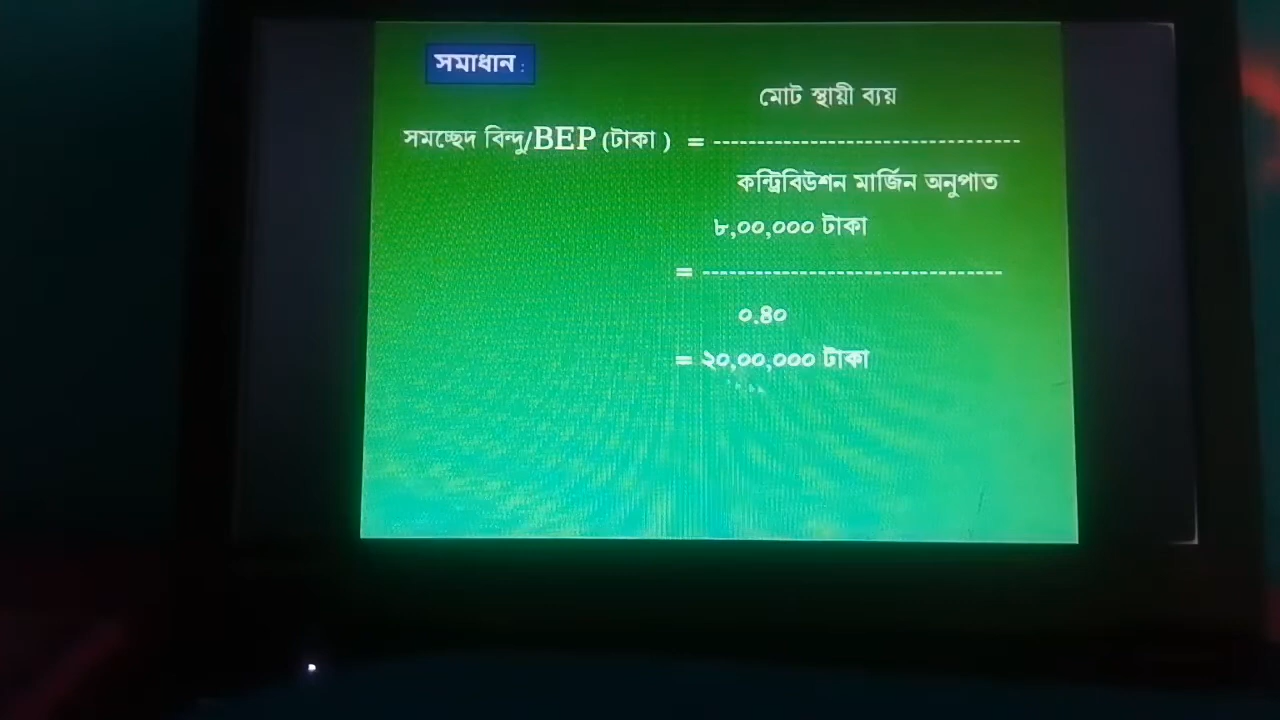 সমাধান :
মোট স্থায়ী ব্যয়
সমচ্ছেদ বিন্দু/BEP (টাকা ) = ----------------------------------
কন্ট্রিবিউশন মার্জিন অনুপাত
৮,০০,০০০ টাকা
= ----------------------------------
০.৪০
= ২০,০০,০০০ টাকা